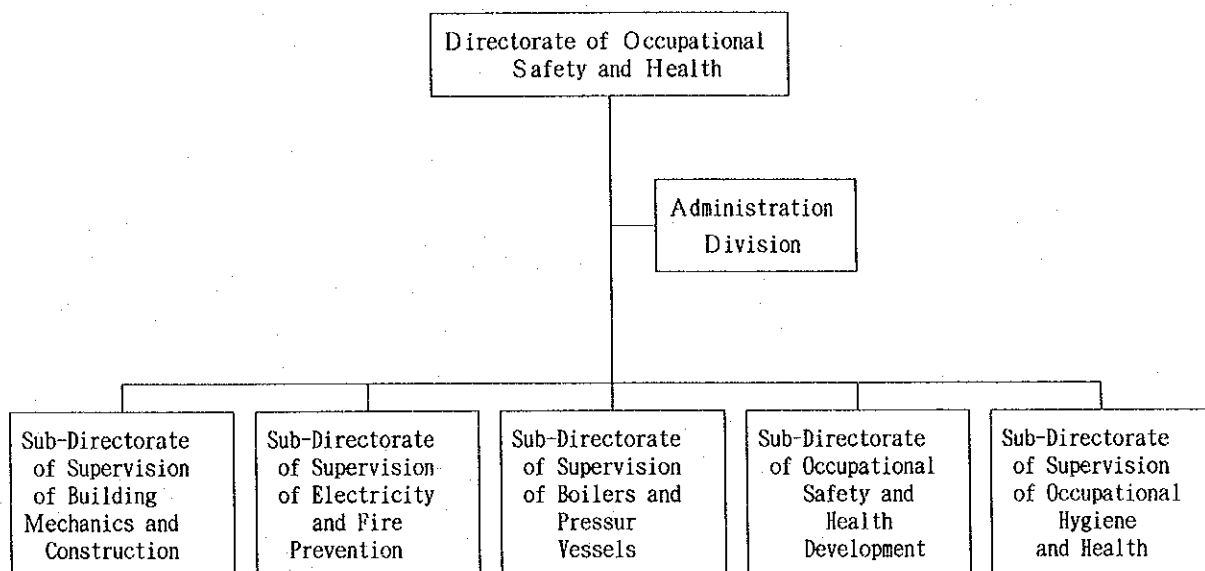 Directorate of Occupational
Safety and Health
Administration
Division
Sub-Directorate
of Supervision
of Building
Mechanics and
Construction
Sub-Directorate
of Supervision
of Electricity
and Fire
Prevention
Sub-Directorate
of Supervision
of Boilers and
Pressur
Vessels
Sub-Directorate
of Occupational
Safety and
Health
Development
Sub-Directorate
of Supervision
of Occupational
Hygiene
and Health